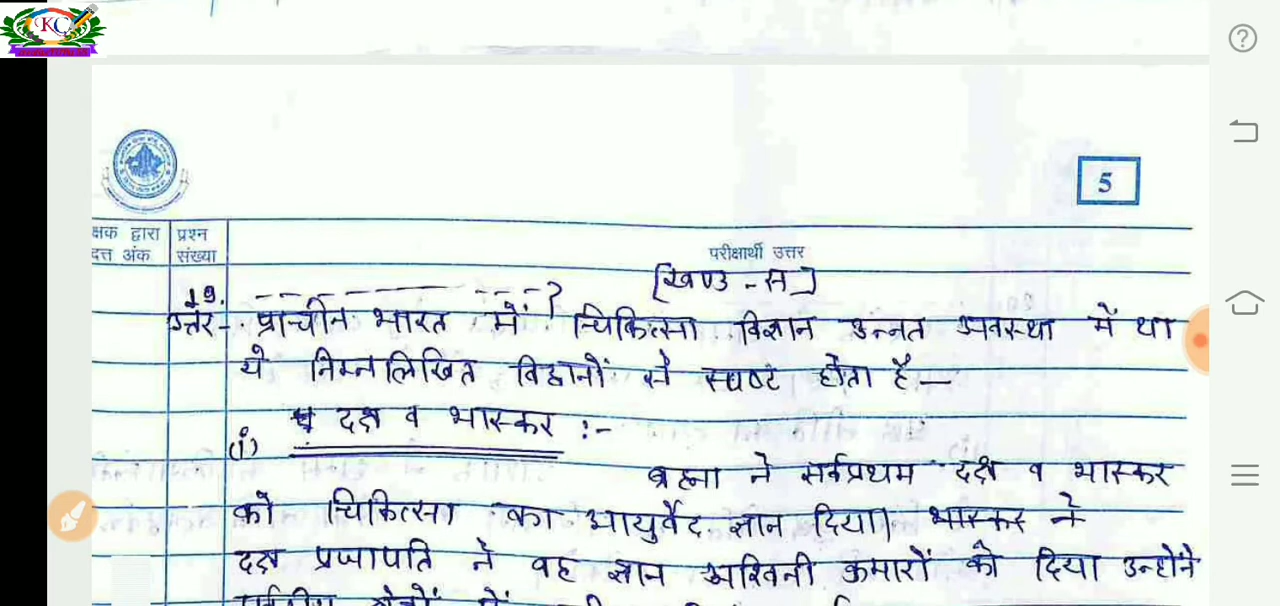 KC
5
क्षक द्वारा प्रश्न
दत्त अंक संख्या
परीक्षार्थी उत्तर
[खण्ड - स]
19.
उत्तर- प्राचीन भारत में चिकित्सा विज्ञान उन्नत अवस्था में था
ये निम्नलिखित विद्वानों से स्पष्ट होता है—
(i) दक्ष व भास्कर :-
ब्रह्मा ने सर्वप्रथम दक्ष व भास्कर
को चिकित्सा का आयुर्वेद ज्ञान दिया। भास्कर ने
दक्ष प्रजापति ने वह ज्ञान अश्विनी कुमारों को दिया उन्होंने